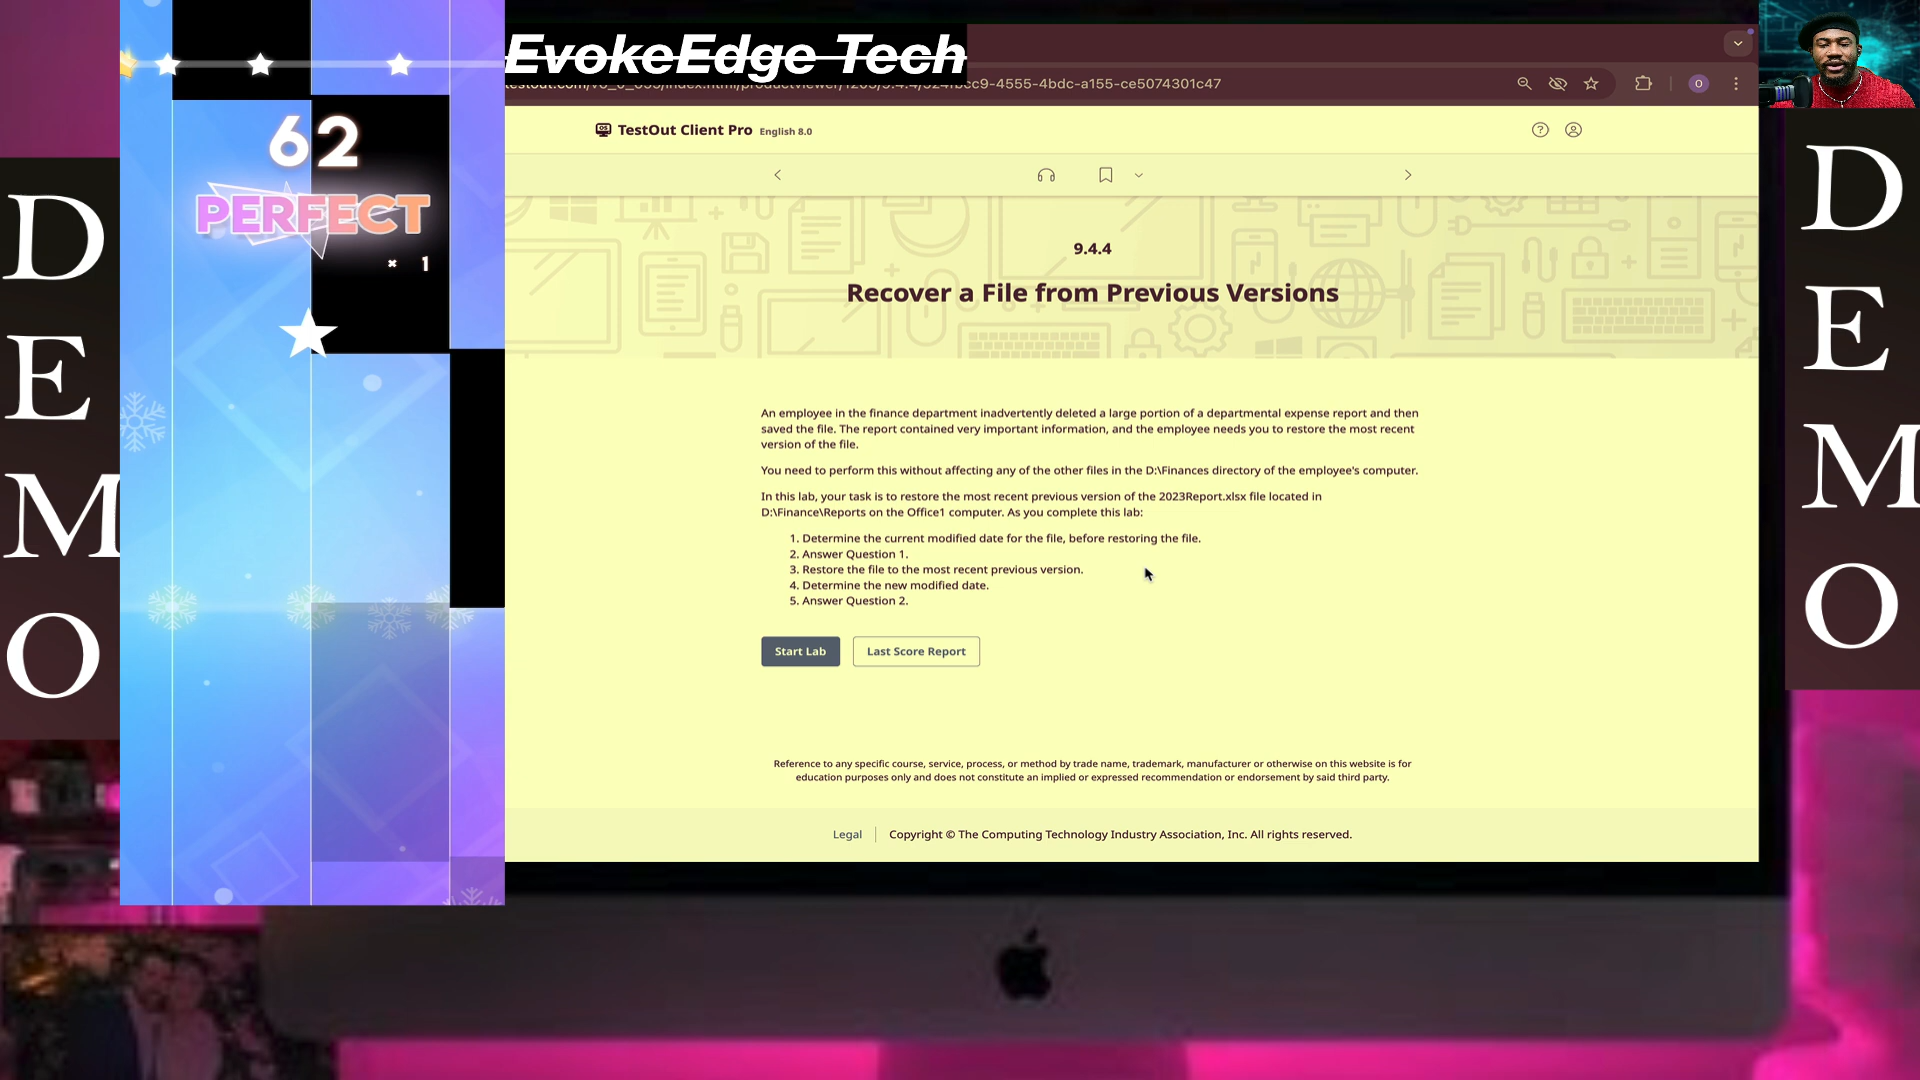 EvokeEdge Tech
cc9-4555-4bdc-a155-ce5074301c47
O
TestOut Client Pro English 8.0
62
PERFECT
× 1
DEMO
DEMO
9.4.4
Recover a File from Previous Versions
An employee in the finance department inadvertently deleted a large portion of a departmental expense report and then
saved the file. The report contained very important information, and the employee needs you to restore the most recent
version of the file.
You need to perform this without affecting any of the other files in the D:\Finances directory of the employee's computer.
In this lab, your task is to restore the most recent previous version of the 2023Report.xlsx file located in
D:\Finance\Reports on the Office1 computer. As you complete this lab:
1. Determine the current modified date for the file, before restoring the file.
2. Answer Question 1.
3. Restore the file to the most recent previous version.
4. Determine the new modified date.
5. Answer Question 2.
Start Lab
Last Score Report
Reference to any specific course, service, process, or method by trade name, trademark, manufacturer or otherwise on this website is for
education purposes only and does not constitute an implied or expressed recommendation or endorsement by said third party.
Legal
Copyright © The Computing Technology Industry Association, Inc. All rights reserved.